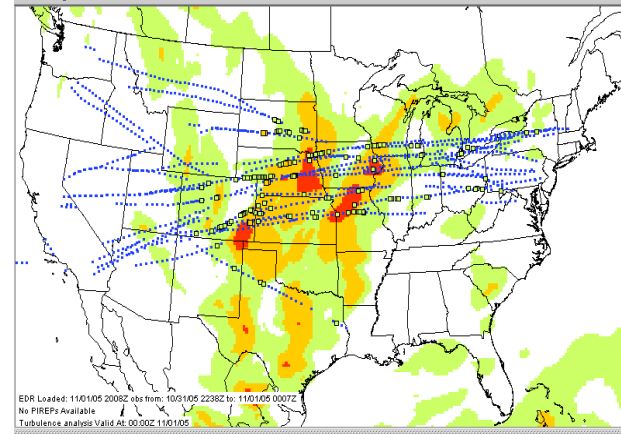 EDR Loaded: 11/01/05 2008Z obs from: 10/31/05 2238Z to: 11/01/05 0007Z
No PIREPs Available
Turbulence analysis Valid At: 00:00Z 11/01/05